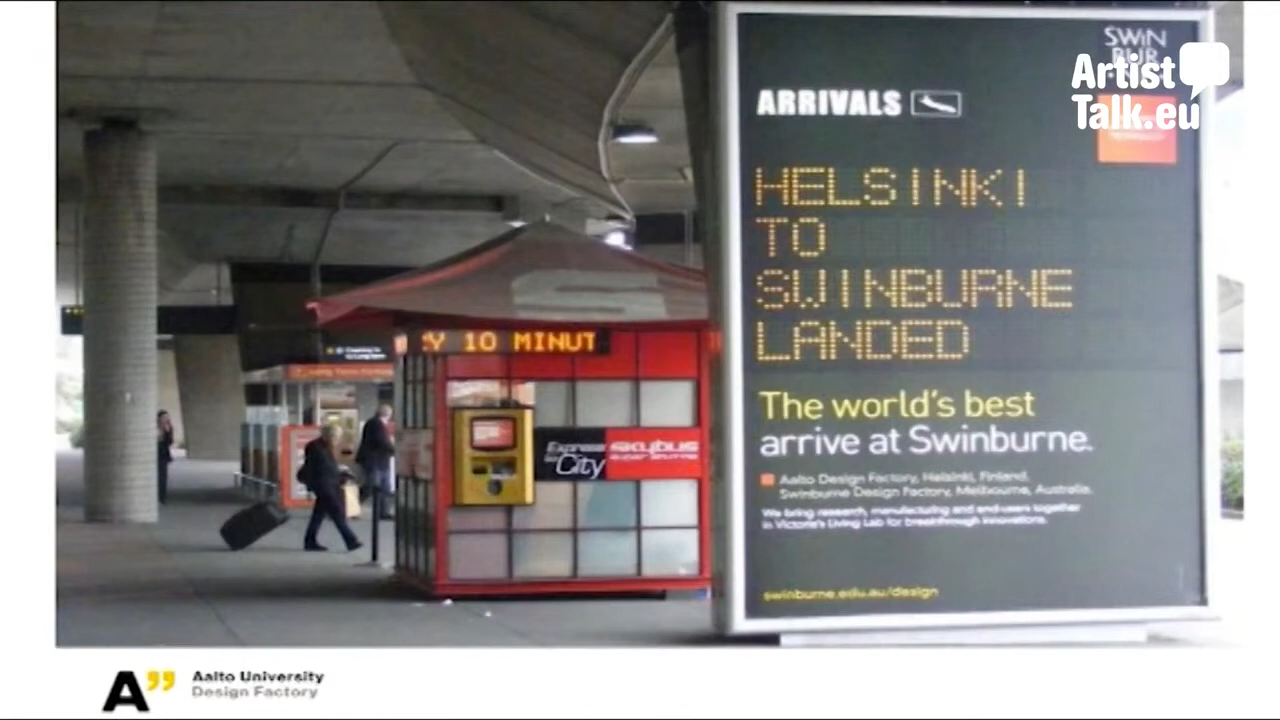 SWIN
BUR
Artist
Talk.eu
ARRIVALS
HELSINKI
TO
SWINBURNE
LANDED
The world's best
arrive at Swinburne.
Aalto Design Factory, Helsinki, Finland.
Swinburne Design Factory, Melbourne, Australia.
We bring research, manufacturing and end-users together
in Victoria's Living Lab for breakthrough innovations.
swinburne.edu.au/design
Y 10 MINUT
Express
City
skybus
A”
Aalto University
Design Factory